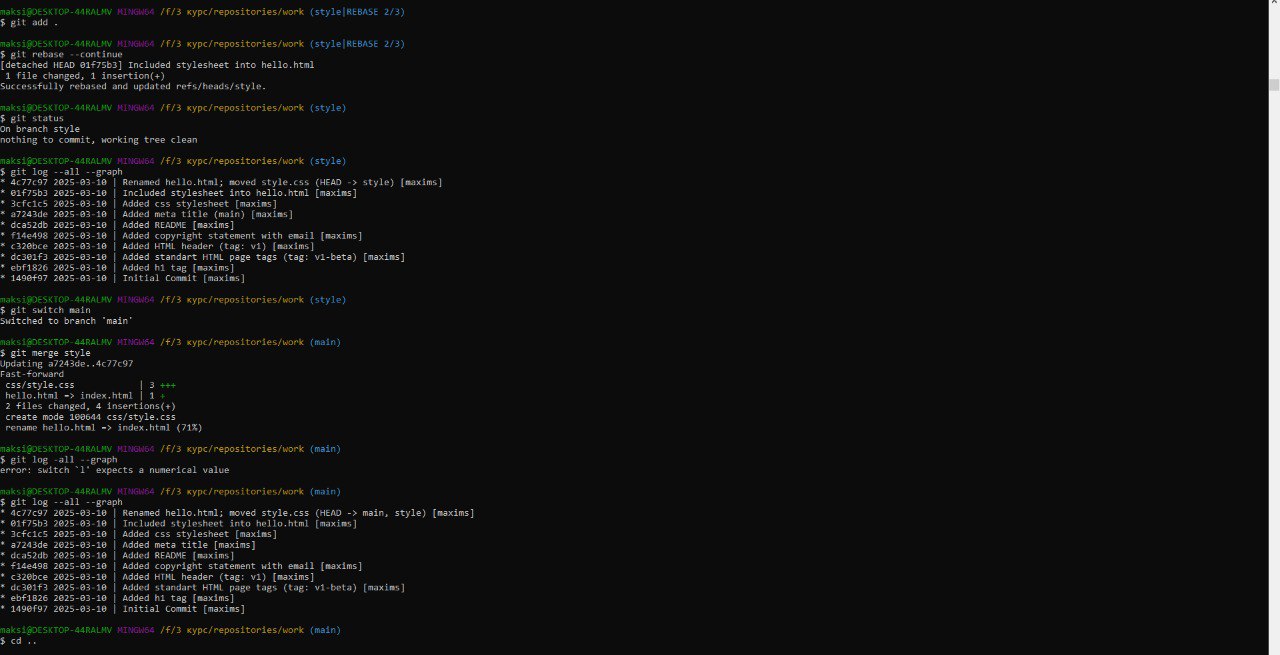 maksi@DESKTOP-44RALMV MINGW64 /f/3 курс/repositories/work (style|REBASE 2/3)
$ git add .
maksi@DESKTOP-44RALMV MINGW64 /f/3 курс/repositories/work (style|REBASE 2/3)
$ git rebase --continue
[detached HEAD 01f75b3] Included stylesheet into hello.html
 1 file changed, 1 insertion(+)
Successfully rebased and updated refs/heads/style.
maksi@DESKTOP-44RALMV MINGW64 /f/3 курс/repositories/work (style)
$ git status
On branch style
nothing to commit, working tree clean
maksi@DESKTOP-44RALMV MINGW64 /f/3 курс/repositories/work (style)
$ git log --all --graph
* 4c77c97 2025-03-10 | Renamed hello.html; moved style.css (HEAD -> style) [maxims]
* 01f75b3 2025-03-10 | Included stylesheet into hello.html [maxims]
* 3cfc1c5 2025-03-10 | Added css stylesheet [maxims]
* a7243de 2025-03-10 | Added meta title (main) [maxims]
* dca52db 2025-03-10 | Added README [maxims]
* f14e498 2025-03-10 | Added copyright statement with email [maxims]
* c320bce 2025-03-10 | Added HTML header (tag: v1) [maxims]
* dc301f3 2025-03-10 | Added standart HTML page tags (tag: v1-beta) [maxims]
* ebf1826 2025-03-10 | Added h1 tag [maxims]
* 1490f97 2025-03-10 | Initial Commit [maxims]
maksi@DESKTOP-44RALMV MINGW64 /f/3 курс/repositories/work (style)
$ git switch main
Switched to branch 'main'
maksi@DESKTOP-44RALMV MINGW64 /f/3 курс/repositories/work (main)
$ git merge style
Updating a7243de..4c77c97
Fast-forward
 css/style.css            | 3 +++
 hello.html => index.html | 1 +
 2 files changed, 4 insertions(+)
 create mode 100644 css/style.css
 rename hello.html => index.html (71%)
maksi@DESKTOP-44RALMV MINGW64 /f/3 курс/repositories/work (main)
$ git log -all --graph
error: switch `l' expects a numerical value
maksi@DESKTOP-44RALMV MINGW64 /f/3 курс/repositories/work (main)
$ git log --all --graph
* 4c77c97 2025-03-10 | Renamed hello.html; moved style.css (HEAD -> main, style) [maxims]
* 01f75b3 2025-03-10 | Included stylesheet into hello.html [maxims]
* 3cfc1c5 2025-03-10 | Added css stylesheet [maxims]
* a7243de 2025-03-10 | Added meta title [maxims]
* dca52db 2025-03-10 | Added README [maxims]
* f14e498 2025-03-10 | Added copyright statement with email [maxims]
* c320bce 2025-03-10 | Added HTML header (tag: v1) [maxims]
* dc301f3 2025-03-10 | Added standart HTML page tags (tag: v1-beta) [maxims]
* ebf1826 2025-03-10 | Added h1 tag [maxims]
* 1490f97 2025-03-10 | Initial Commit [maxims]
maksi@DESKTOP-44RALMV MINGW64 /f/3 курс/repositories/work (main)
$ cd ..